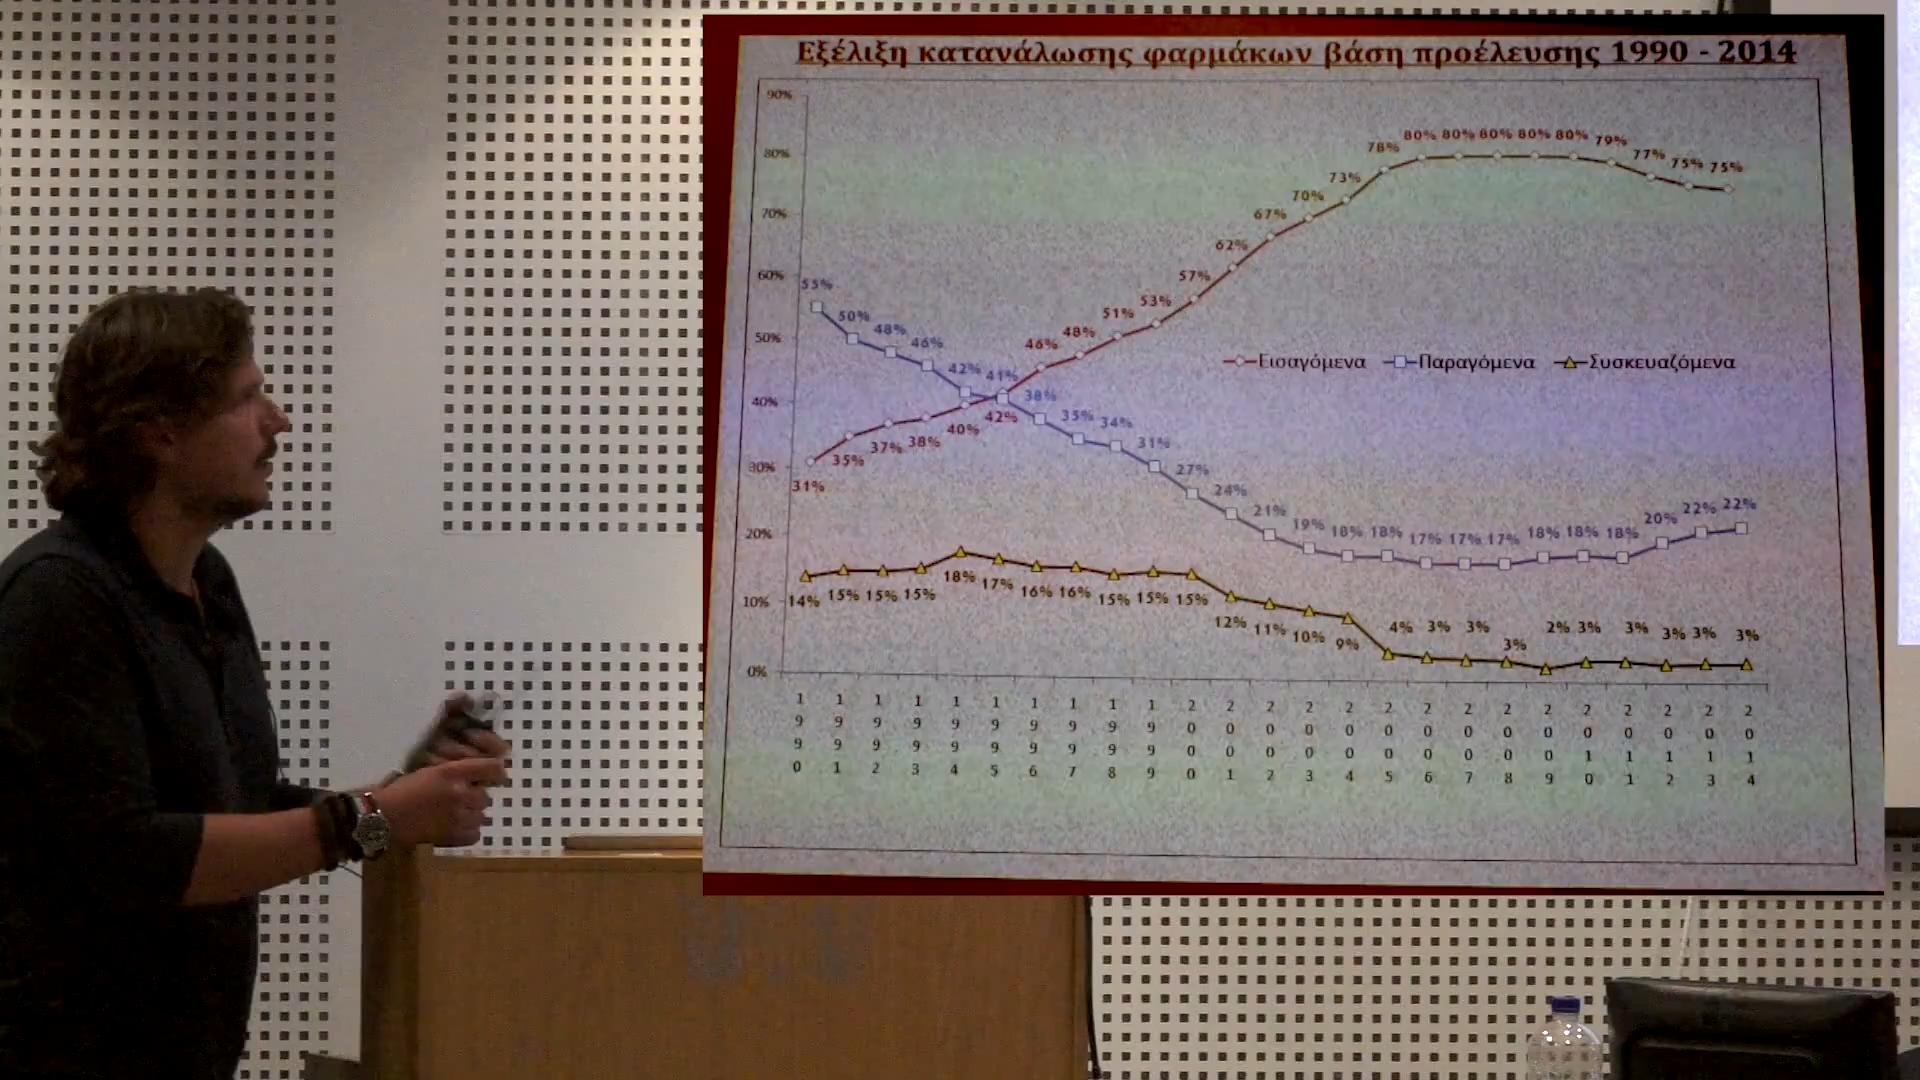 Εξέλιξη κατανάλωσης φαρμάκων βάση προέλευσης 1990 - 2014
90%
80% 80% 80% 80% 80% 79%
78% 77% 75% 75%
80%
73%
70%
70%
67%
62%
60%
57%
55%
53%
51%
50%
50% 48% 46% 42% 41%
46% 48%
Εισαγόμενα Παραγόμενα Συσκευαζόμενα
40%
38% 35% 34% 31% 27% 24% 21% 19% 18% 18% 17% 17% 17% 18% 18% 18% 20% 22% 22%
31% 35% 37% 38% 40% 42%
30%
20%
10%
14% 15% 15% 15% 18% 17% 16% 16% 15% 15% 15% 12% 11% 10% 9% 4% 3% 3% 3% 2% 3% 3% 3% 3% 3%
0%
1990 1991 1992 1993 1994 1995 1996 1997 1998 1999 2000 2001 2002 2003 2004 2005 2006 2007 2008 2009 2010 2011 2012 2013 2014